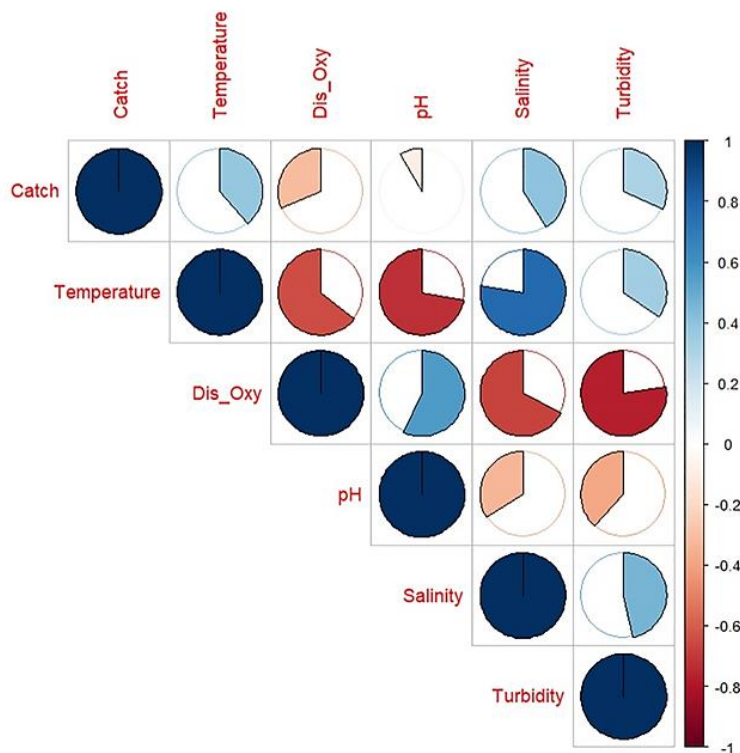 Catch
Temperature
Dis_Oxy
pH
Salinity
Turbidity
Catch
Temperature
Dis_Oxy
pH
Salinity
Turbidity
1
0.8
0.6
0.4
0.2
0
-0.2
-0.4
-0.6
-0.8
-1